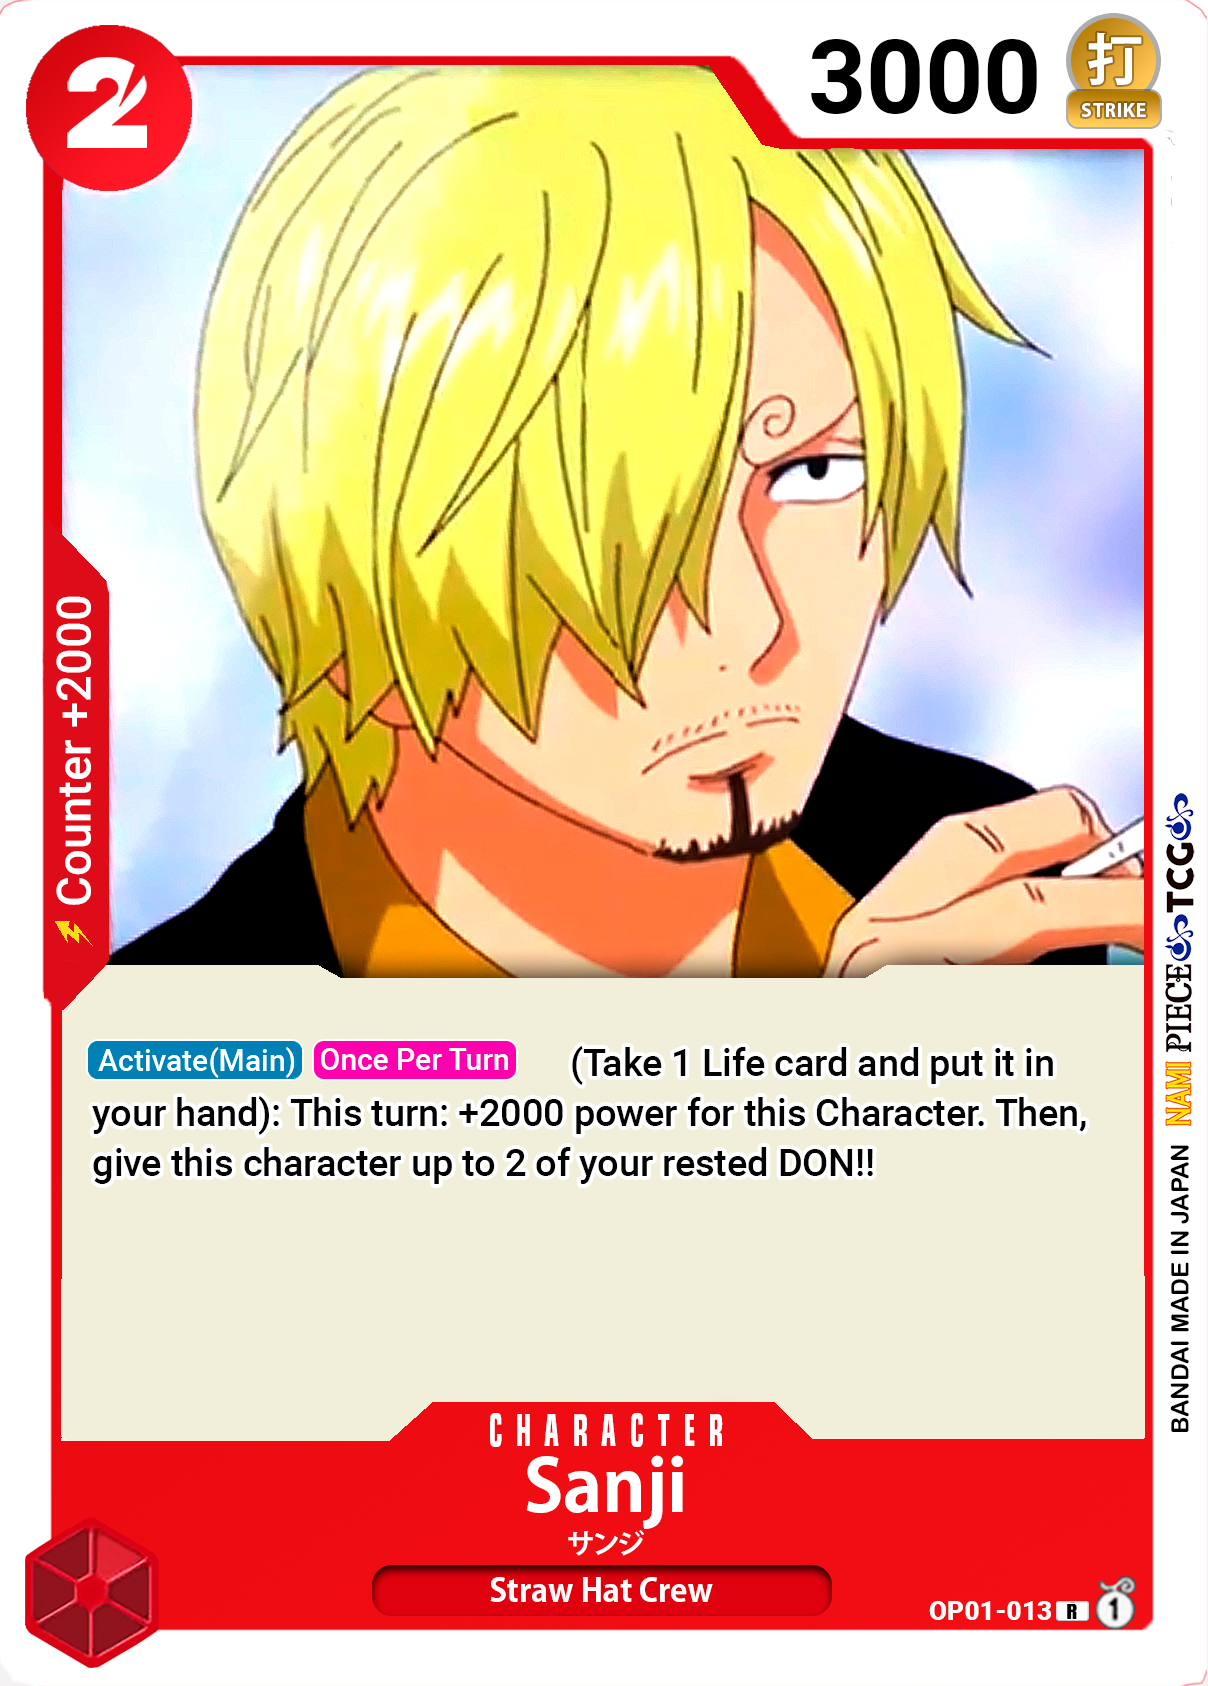 2
3000
打
STRIKE
Counter +2000
Activate(Main) Once Per Turn (Take 1 Life card and put it in
your hand): This turn: +2000 power for this Character. Then,
give this character up to 2 of your rested DON!!
CHARACTER
Sanji
サンジ
Straw Hat Crew
OP01-013 R 1
BANDAI MADE IN JAPAN NAMI PIECE TCG